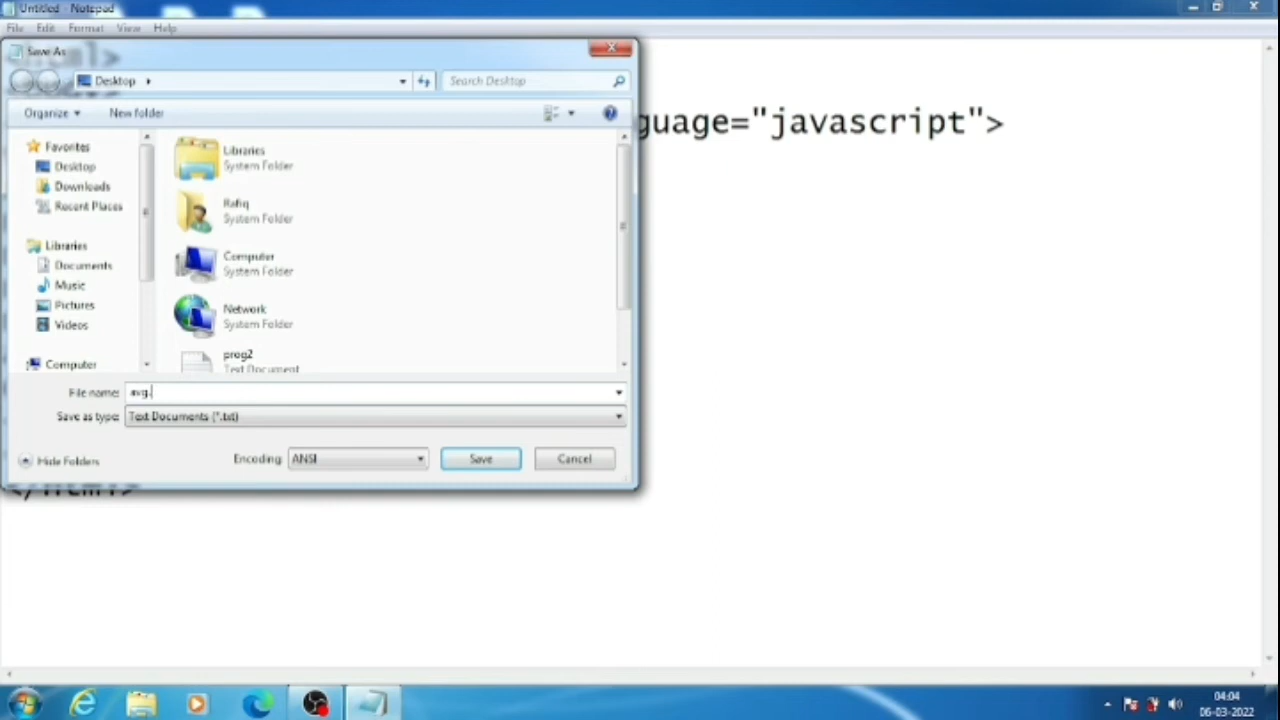 Untitled - Notepad
File Edit Format View Help
Save As
Desktop
Search Desktop
Organize
New folder
guage="javascript">
Favorites
Desktop
Downloads
Recent Places
Libraries
Documents
Music
Pictures
Videos
Computer
Libraries
System Folder
Rafiq
System Folder
Computer
System Folder
Network
System Folder
prog2
Text Document
File name: avg.
Save as type: Text Documents (*.txt)
Hide Folders
Encoding: ANSI
Save
Cancel
</html>
04:04
06-03-2022